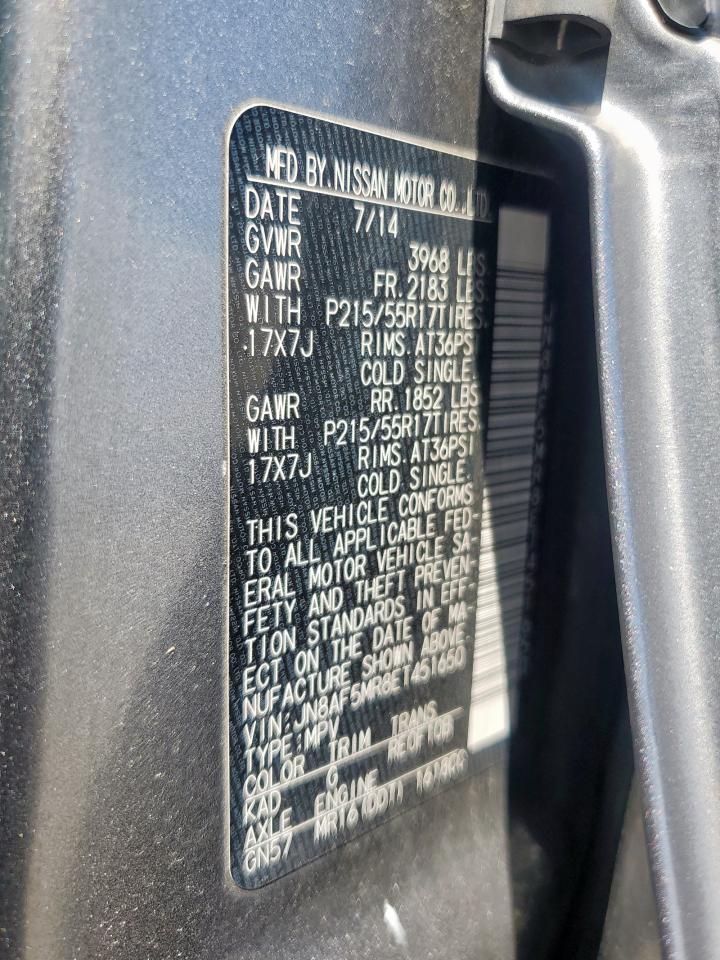 MFD BY.NISSAN MOTOR CO.,LTD.
DATE 7/14
GVWR 3968 LBS.
GAWR FR.2183 LBS.
WITH P215/55R17TIRES.
17X7J RIMS.AT36PSI
COLD SINGLE.
GAWR RR.1852 LBS
WITH P215/55R17TIRES.
17X7J RIMS.AT36PSI
COLD SINGLE.
THIS VEHICLE CONFORMS
TO ALL APPLICABLE FED-
ERAL MOTOR VEHICLE SA-
FETY AND THEFT PREVEN-
TION STANDARDS IN EFF-
ECT ON THE DATE OF MA-
NUFACTURE SHOWN ABOVE.
VIN:JN8AF5MR8ET451650
TYPE:MPV
COLOR TRIM TRANS
KAD G RE0F10B
AXLE ENGINE
GN57 MR16(DDT) 1618CC